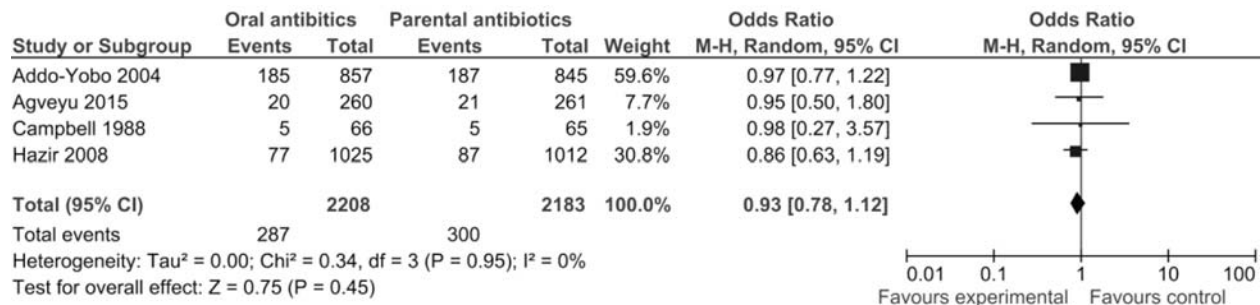 Oral antibitics Parental antibiotics Odds Ratio Odds Ratio
Study or Subgroup Events Total Events Total Weight M-H, Random, 95% CI M-H, Random, 95% CI
Addo-Yobo 2004 185 857 187 845 59.6% 0.97 [0.77, 1.22]
Agveyu 2015 20 260 21 261 7.7% 0.95 [0.50, 1.80]
Campbell 1988 5 66 5 65 1.9% 0.98 [0.27, 3.57]
Hazir 2008 77 1025 87 1012 30.8% 0.86 [0.63, 1.19]
Total (95% CI) 2208 2183 100.0% 0.93 [0.78, 1.12]
Total events 287 300
Heterogeneity: Tau² = 0.00; Chi² = 0.34, df = 3 (P = 0.95); I² = 0%
Test for overall effect: Z = 0.75 (P = 0.45)
0.01 0.1 1 10 100
Favours experimental Favours control